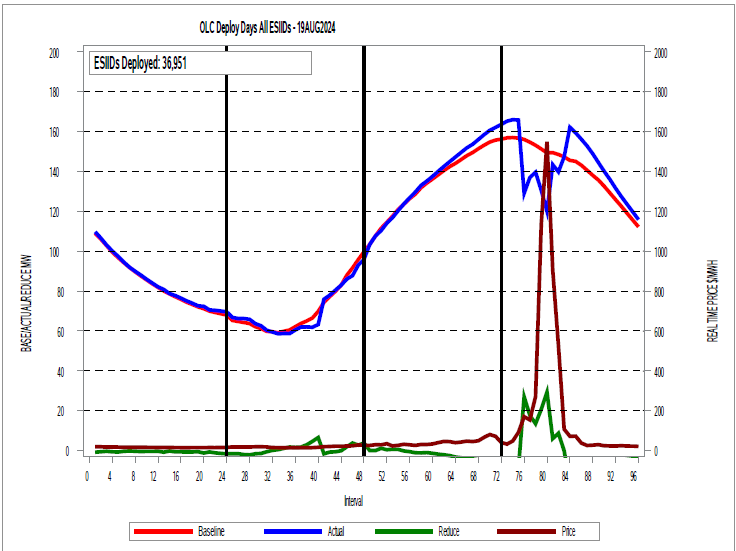 OLC Deploy Days All ESIIDs - 19AUG2024
ESIIDs Deployed: 36,951
200 2000
180 1800
160 1600
140 1400
120 1200
100 1000
80 800
60 600
40 400
20 200
0 0
BASE/ACTUAL/REDUCE MW
REAL TIME PRICE $/MWH
0 4 8 12 16 20 24 28 32 36 40 44 48 52 56 60 64 68 72 76 80 84 88 92 96
Interval
Baseline Actual Reduce Price